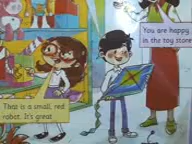 You are happy
in the toy store
That is a small, red
robot. It's great